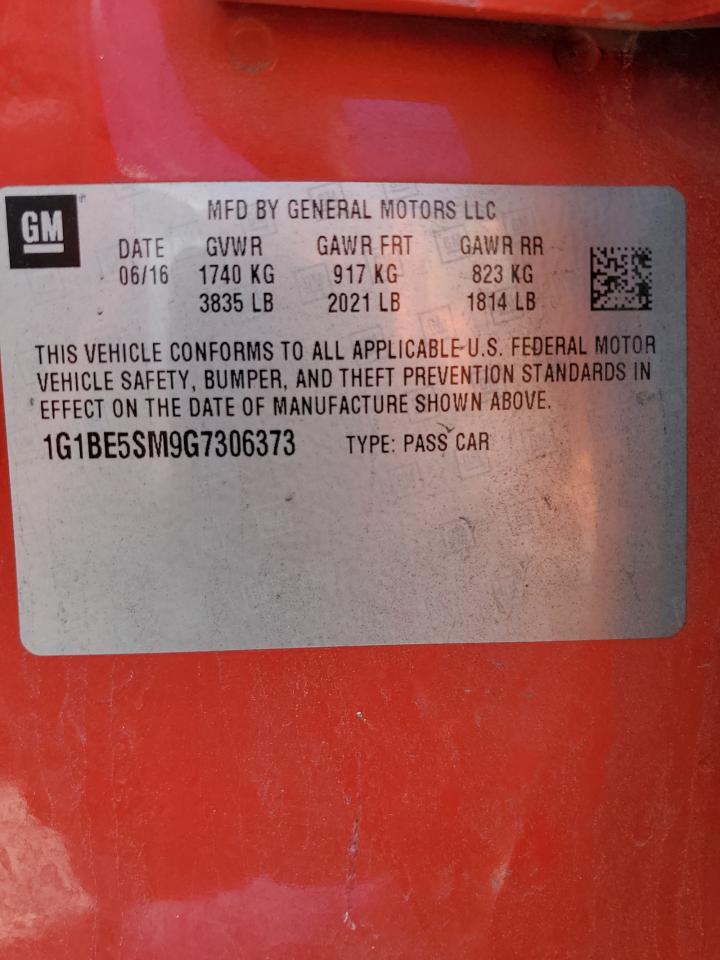 GM
MFD BY GENERAL MOTORS LLC
DATE GVWR GAWR FRT GAWR RR
06/16 1740 KG 917 KG 823 KG
3835 LB 2021 LB 1814 LB
THIS VEHICLE CONFORMS TO ALL APPLICABLE U.S. FEDERAL MOTOR
VEHICLE SAFETY, BUMPER, AND THEFT PREVENTION STANDARDS IN
EFFECT ON THE DATE OF MANUFACTURE SHOWN ABOVE.
1G1BE5SM9G7306373 TYPE: PASS CAR